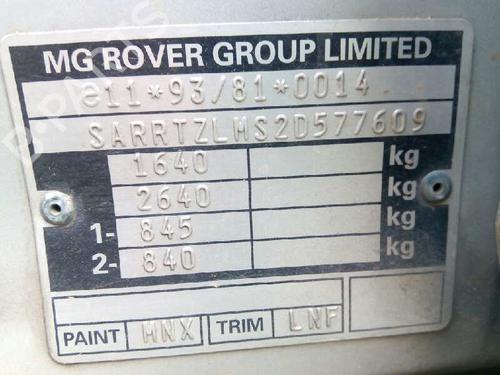 MG ROVER GROUP LIMITED
e11*93/81*0014
SARRTZLMS2D577609
1640 kg
2640 kg
1- 845 kg
2- 840 kg
PAINT MNX TRIM LNF